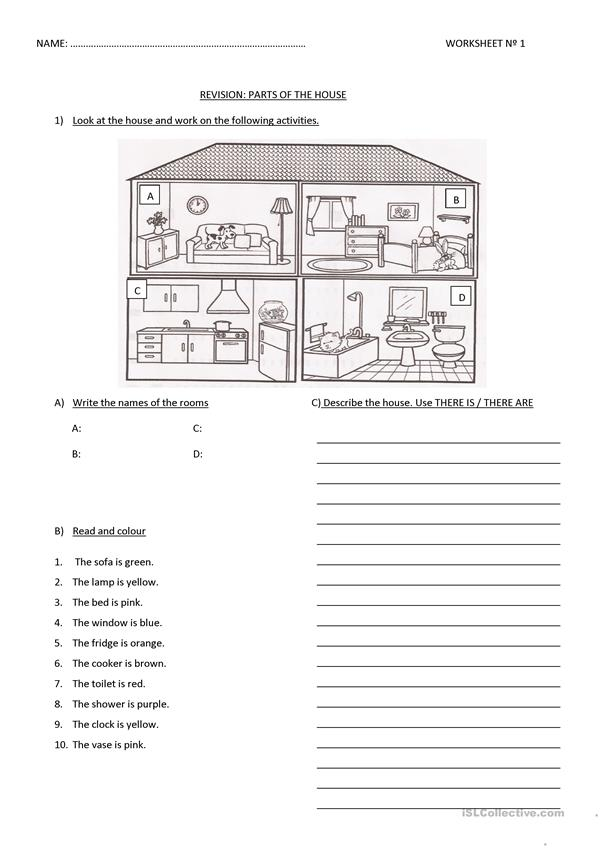 NAME: ……………………………………………………………………………
WORKSHEET Nº 1
REVISION: PARTS OF THE HOUSE
1) Look at the house and work on the following activities.
A
B
C
D
A) Write the names of the rooms
A: C:
B: D:
B) Read and colour
1. The sofa is green.
2. The lamp is yellow.
3. The bed is pink.
4. The window is blue.
5. The fridge is orange.
6. The cooker is brown.
7. The toilet is red.
8. The shower is purple.
9. The clock is yellow.
10. The vase is pink.
C) Describe the house. Use THERE IS / THERE ARE
iSLCollective.com